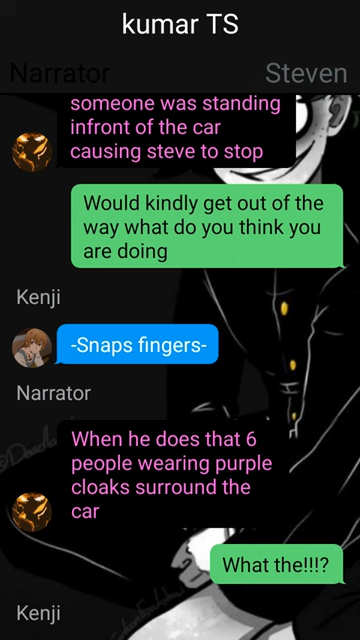 kumar TS
Narrator
Steven
someone was standing
infront of the car
causing steve to stop
Would kindly get out of the
way what do you think you
are doing
Kenji
-Snaps fingers-
Narrator
When he does that 6
people wearing purple
cloaks surround the
car
What the!!!?
Kenji